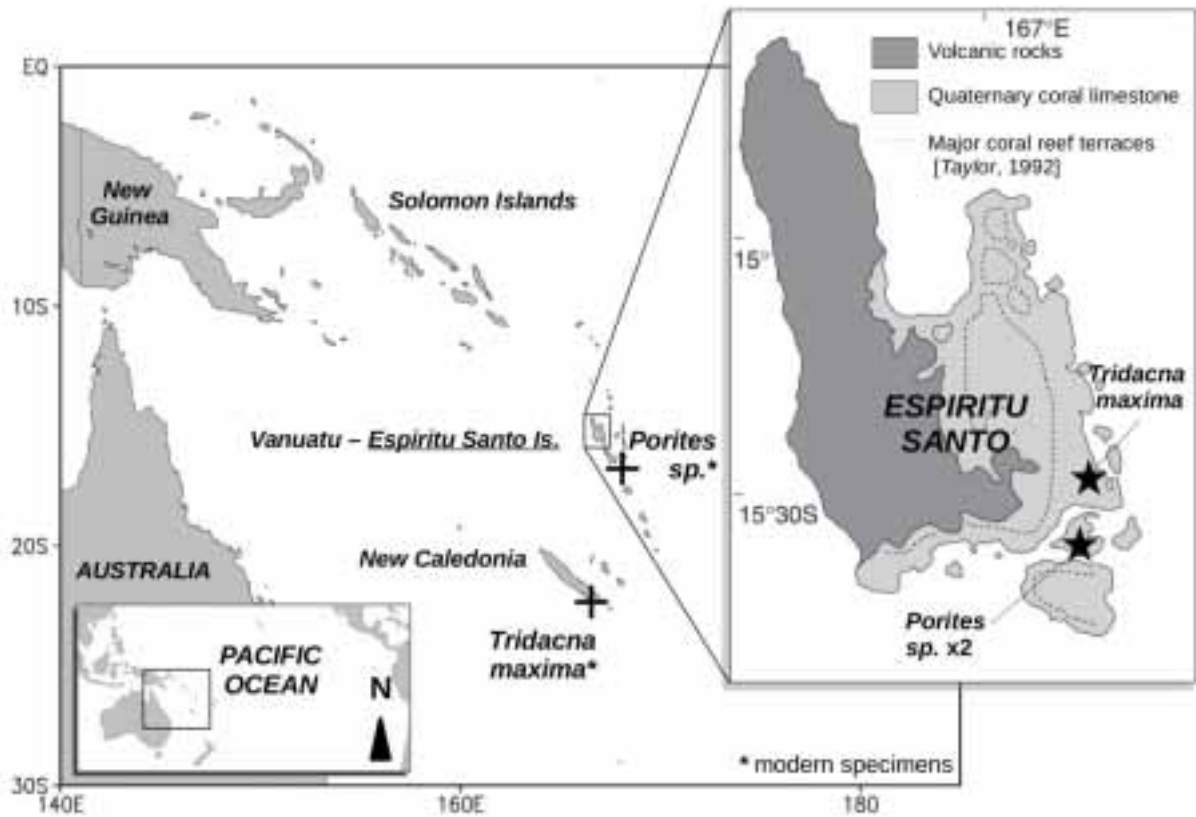 167°E
Volcanic rocks
Quaternary coral limestone
Major coral reef terraces
[Taylor, 1992]
EQ
10S
20S
30S
140E
160E
180
New
Guinea
Solomon Islands
Vanuatu – Espiritu Santo Is.
Porites
sp.*
New Caledonia
Tridacna
maxima*
AUSTRALIA
PACIFIC
OCEAN
N
15°
15°30S
ESPIRITU
SANTO
Tridacna
maxima
Porites
sp. x2
* modern specimens